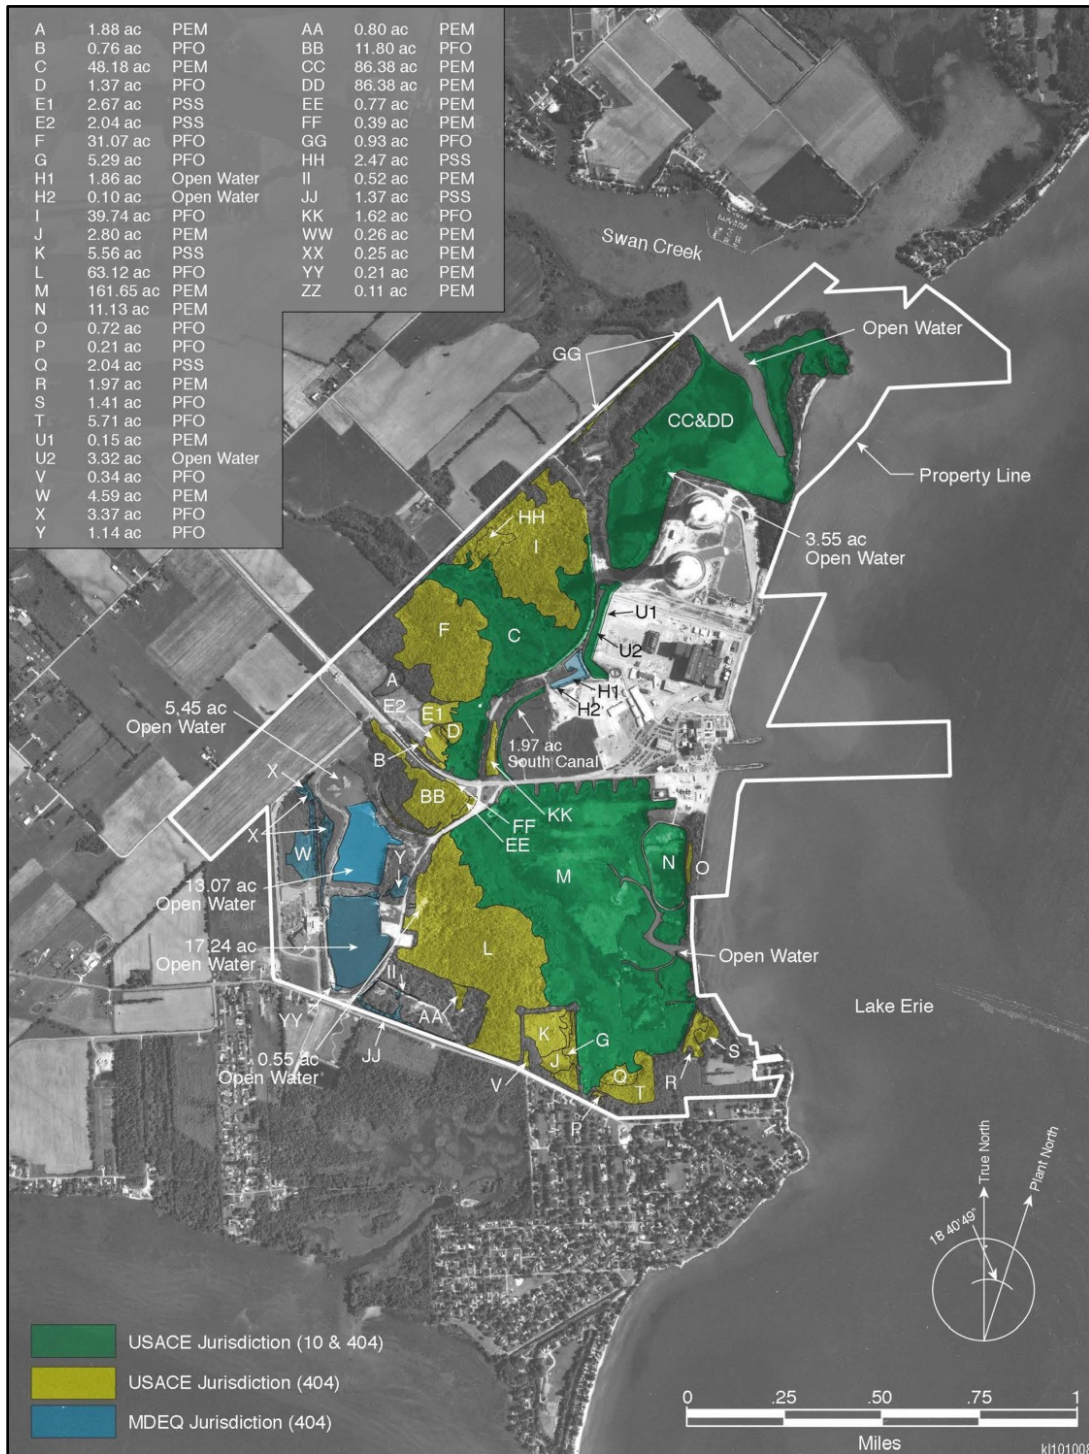 A 1.88 ac PEM
B 0.76 ac PFO
C 48.18 ac PEM
D 1.37 ac PFO
E1 2.67 ac PSS
E2 2.04 ac PSS
F 31.07 ac PFO
G 5.29 ac PFO
H1 1.86 ac Open Water
H2 0.10 ac Open Water
I 39.74 ac PFO
J 2.80 ac PEM
K 5.56 ac PSS
L 63.12 ac PFO
M 161.65 ac PEM
N 11.13 ac PEM
O 0.72 ac PFO
P 0.21 ac PFO
Q 2.04 ac PSS
R 1.97 ac PEM
S 1.41 ac PFO
T 5.71 ac PFO
U1 0.15 ac PEM
U2 3.32 ac Open Water
V 0.34 ac PFO
W 4.59 ac PEM
X 3.37 ac PFO
Y 1.14 ac PFO
AA 0.80 ac PEM
BB 11.80 ac PFO
CC 86.38 ac PEM
DD 86.38 ac PEM
EE 0.77 ac PEM
FF 0.39 ac PEM
GG 0.93 ac PFO
HH 2.47 ac PSS
II 0.52 ac PEM
JJ 1.37 ac PSS
KK 1.62 ac PFO
WW 0.26 ac PEM
XX 0.25 ac PEM
YY 0.21 ac PEM
ZZ 0.11 ac PEM
Swan Creek
Open Water
GG
CC&DD
Property Line
HH
I
3.55 ac
Open Water
U1
F
C
U2
A
H1
E2
H2
5.45 ac
Open Water
E1
D
1.97 ac
South Canal
B
X
BB
KK
FF
EE
X
W
Y
M
N
O
13.07 ac
Open Water
17.24 ac
Open Water
L
Open Water
II
Lake Erie
YY
AA
K
G
S
0.55 ac
Open Water
JJ
J
R
V
Q
T
P
True North
Plant North
18°40'49"
USACE Jurisdiction (10 & 404)
USACE Jurisdiction (404)
MDEQ Jurisdiction (404)
0 .25 .50 .75 1
Miles